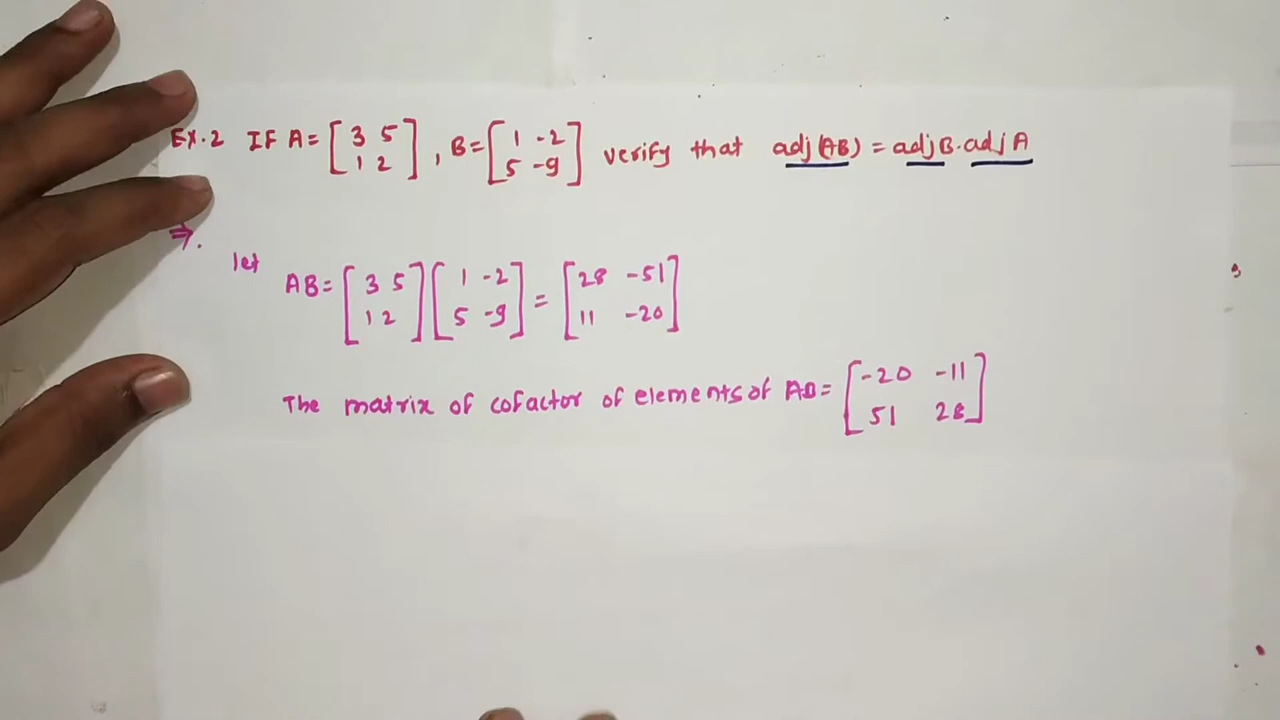 Ex.2 IF A= [3 5 , B= [1 -2 verify that adj(AB) = adjB.adjA
1 2] 5 -9]
⇒.
let
AB= [3 5 [1 -2 = [28 -51
1 2] 5 -9] 11 -20]
The matrix of cofactor of elements of AB= [-20 -11
51 28]